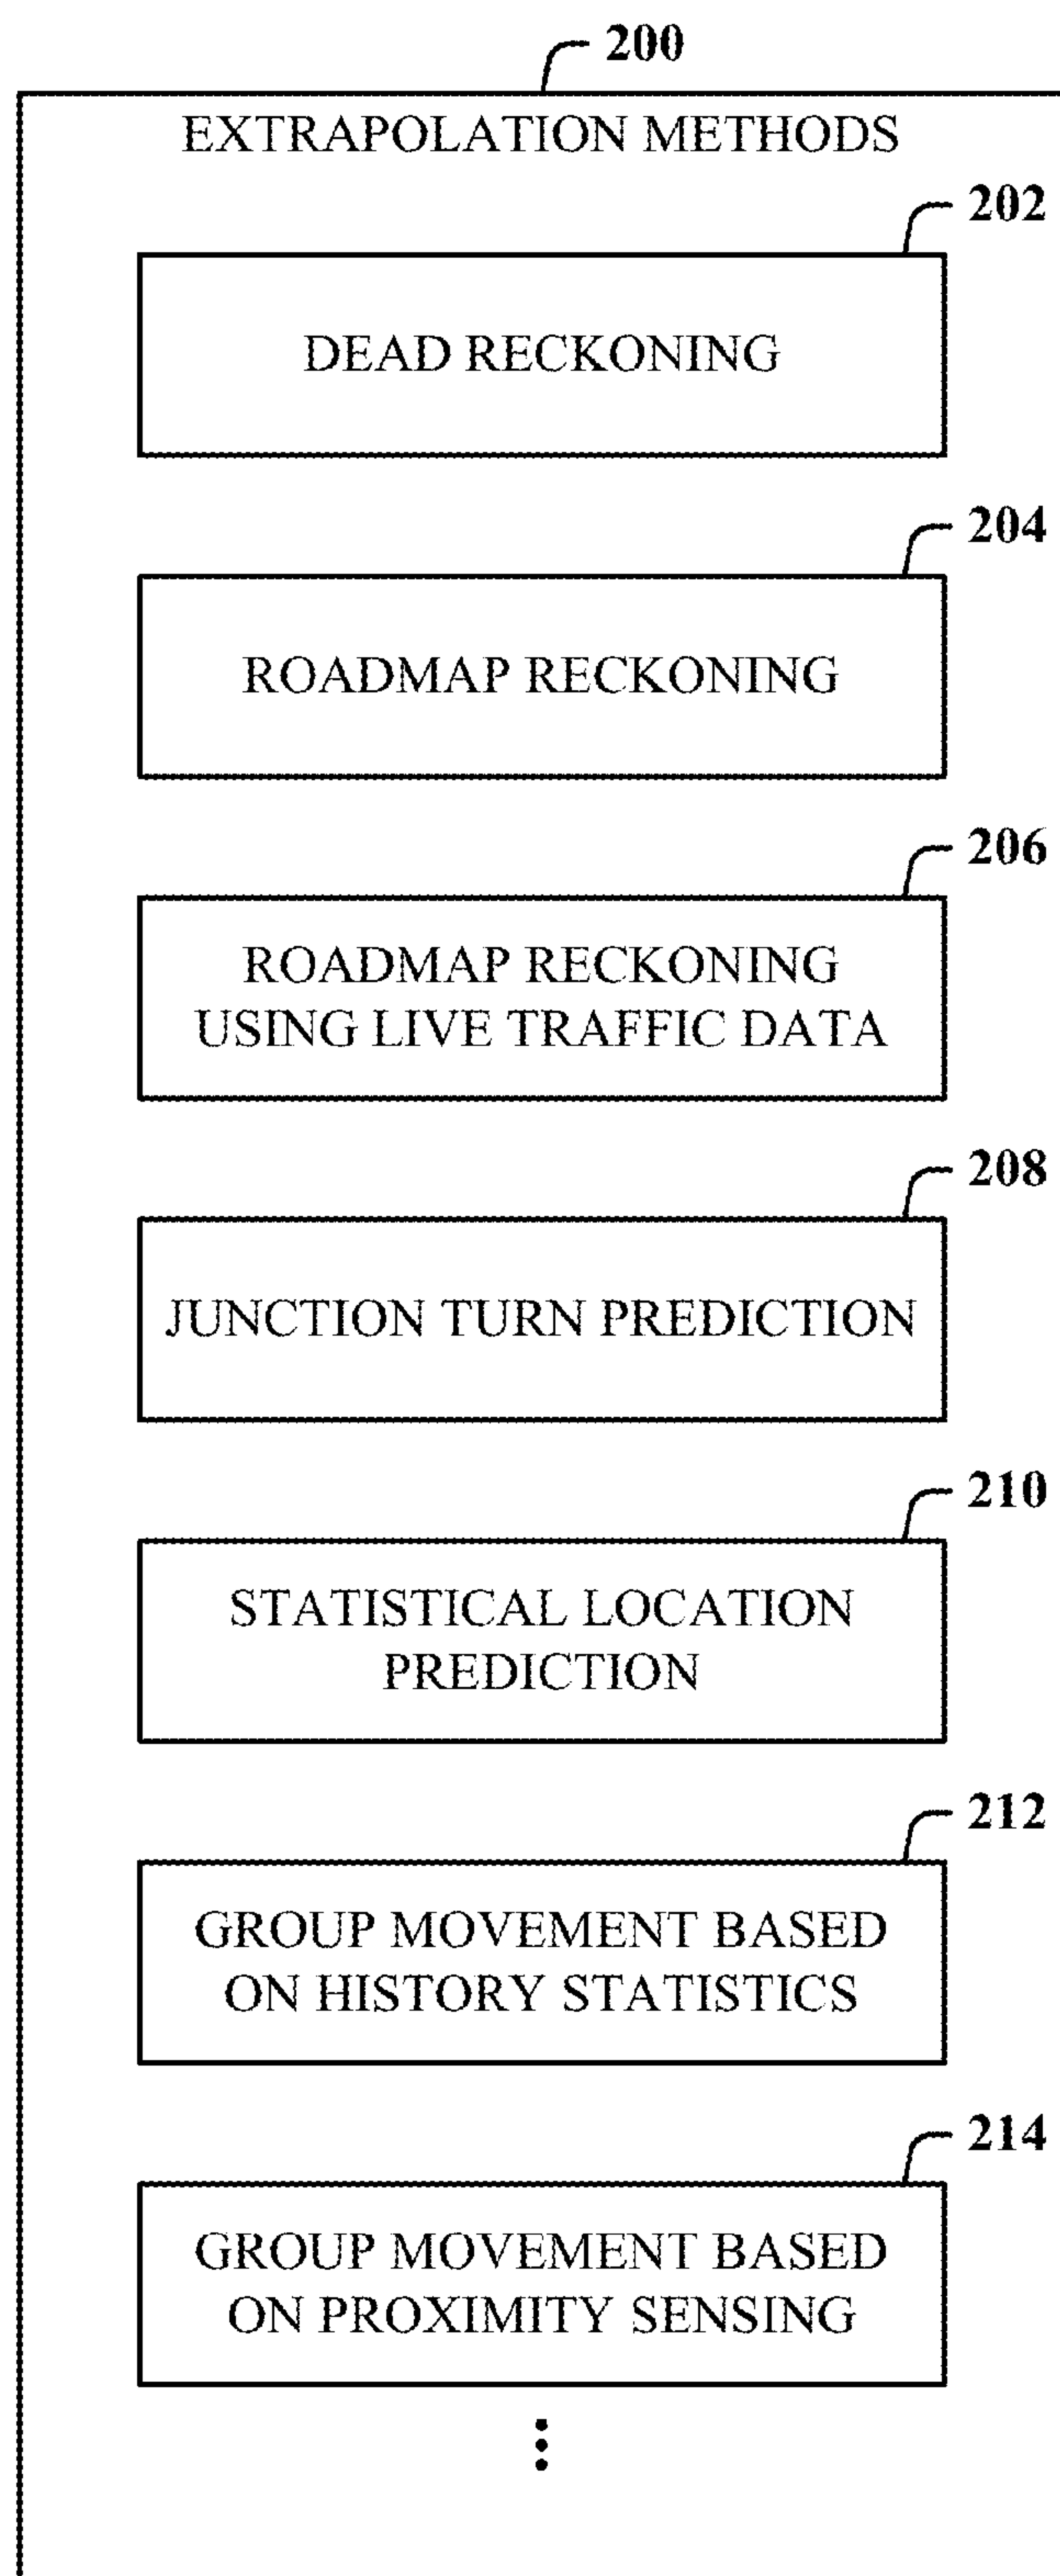 200
EXTRAPOLATION METHODS
202
DEAD RECKONING
204
ROADMAP RECKONING
206
ROADMAP RECKONING
USING LIVE TRAFFIC DATA
208
JUNCTION TURN PREDICTION
210
STATISTICAL LOCATION
PREDICTION
212
GROUP MOVEMENT BASED
ON HISTORY STATISTICS
214
GROUP MOVEMENT BASED
ON PROXIMITY SENSING